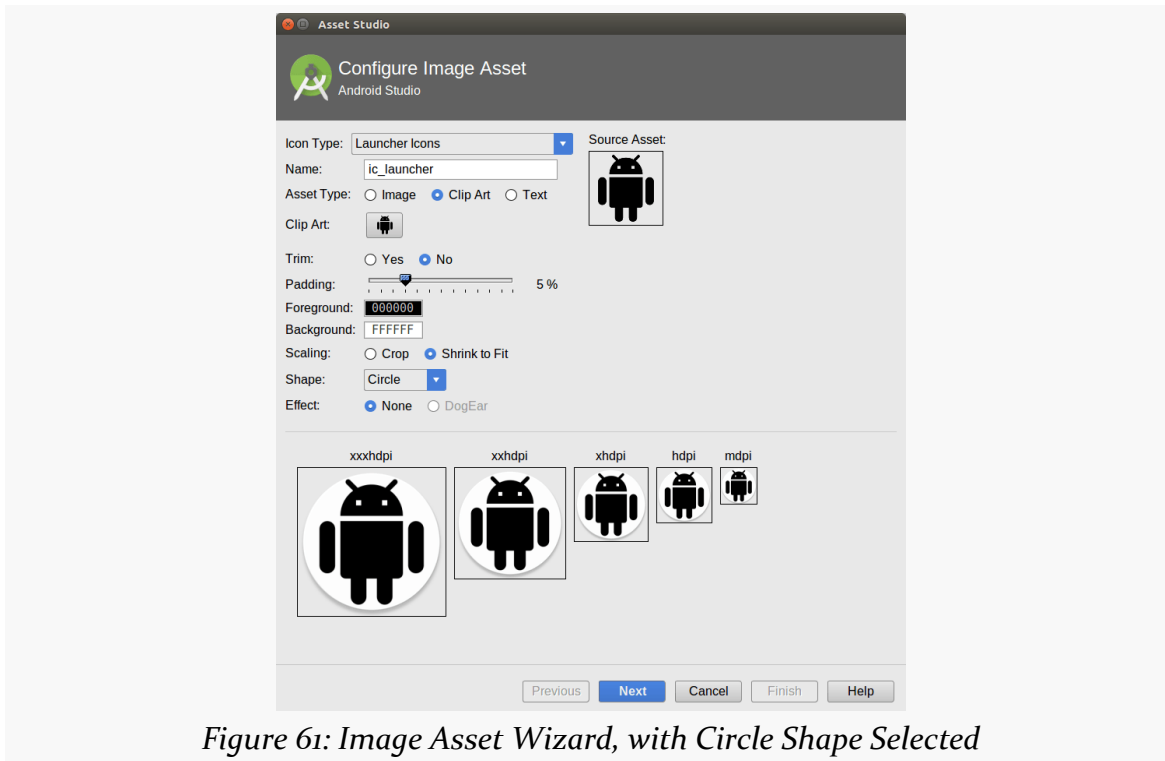 Asset Studio
Configure Image Asset
Android Studio
Icon Type: Launcher Icons
Source Asset:
Name: ic_launcher
Asset Type: Image Clip Art Text
Clip Art:
Trim: Yes No
Padding: 5 %
Foreground: 000000
Background: FFFFFF
Scaling: Crop Shrink to Fit
Shape: Circle
Effect: None DogEar
xxxhdpi xxhdpi xhdpi hdpi mdpi
Previous Next Cancel Finish Help
Figure 61: Image Asset Wizard, with Circle Shape Selected